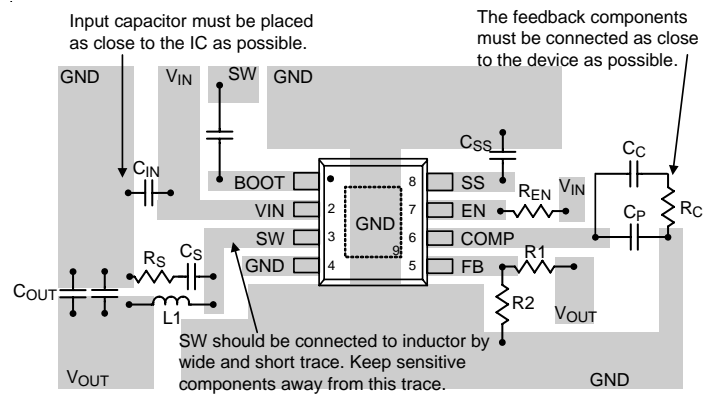 Input capacitor must be placed
as close to the IC as possible.
The feedback components
must be connected as close
to the device as possible.
GND
VIN
SW
GND
CSS
CC
CIN
BOOT
8
SS
REN
VIN
RC
VIN
2
GND
7
EN
CP
SW
3
6
COMP
RS
CS
GND
4
9
5
FB
R1
COUT
L1
R2
VOUT
SW should be connected to inductor by
wide and short trace. Keep sensitive
components away from this trace.
VOUT
GND